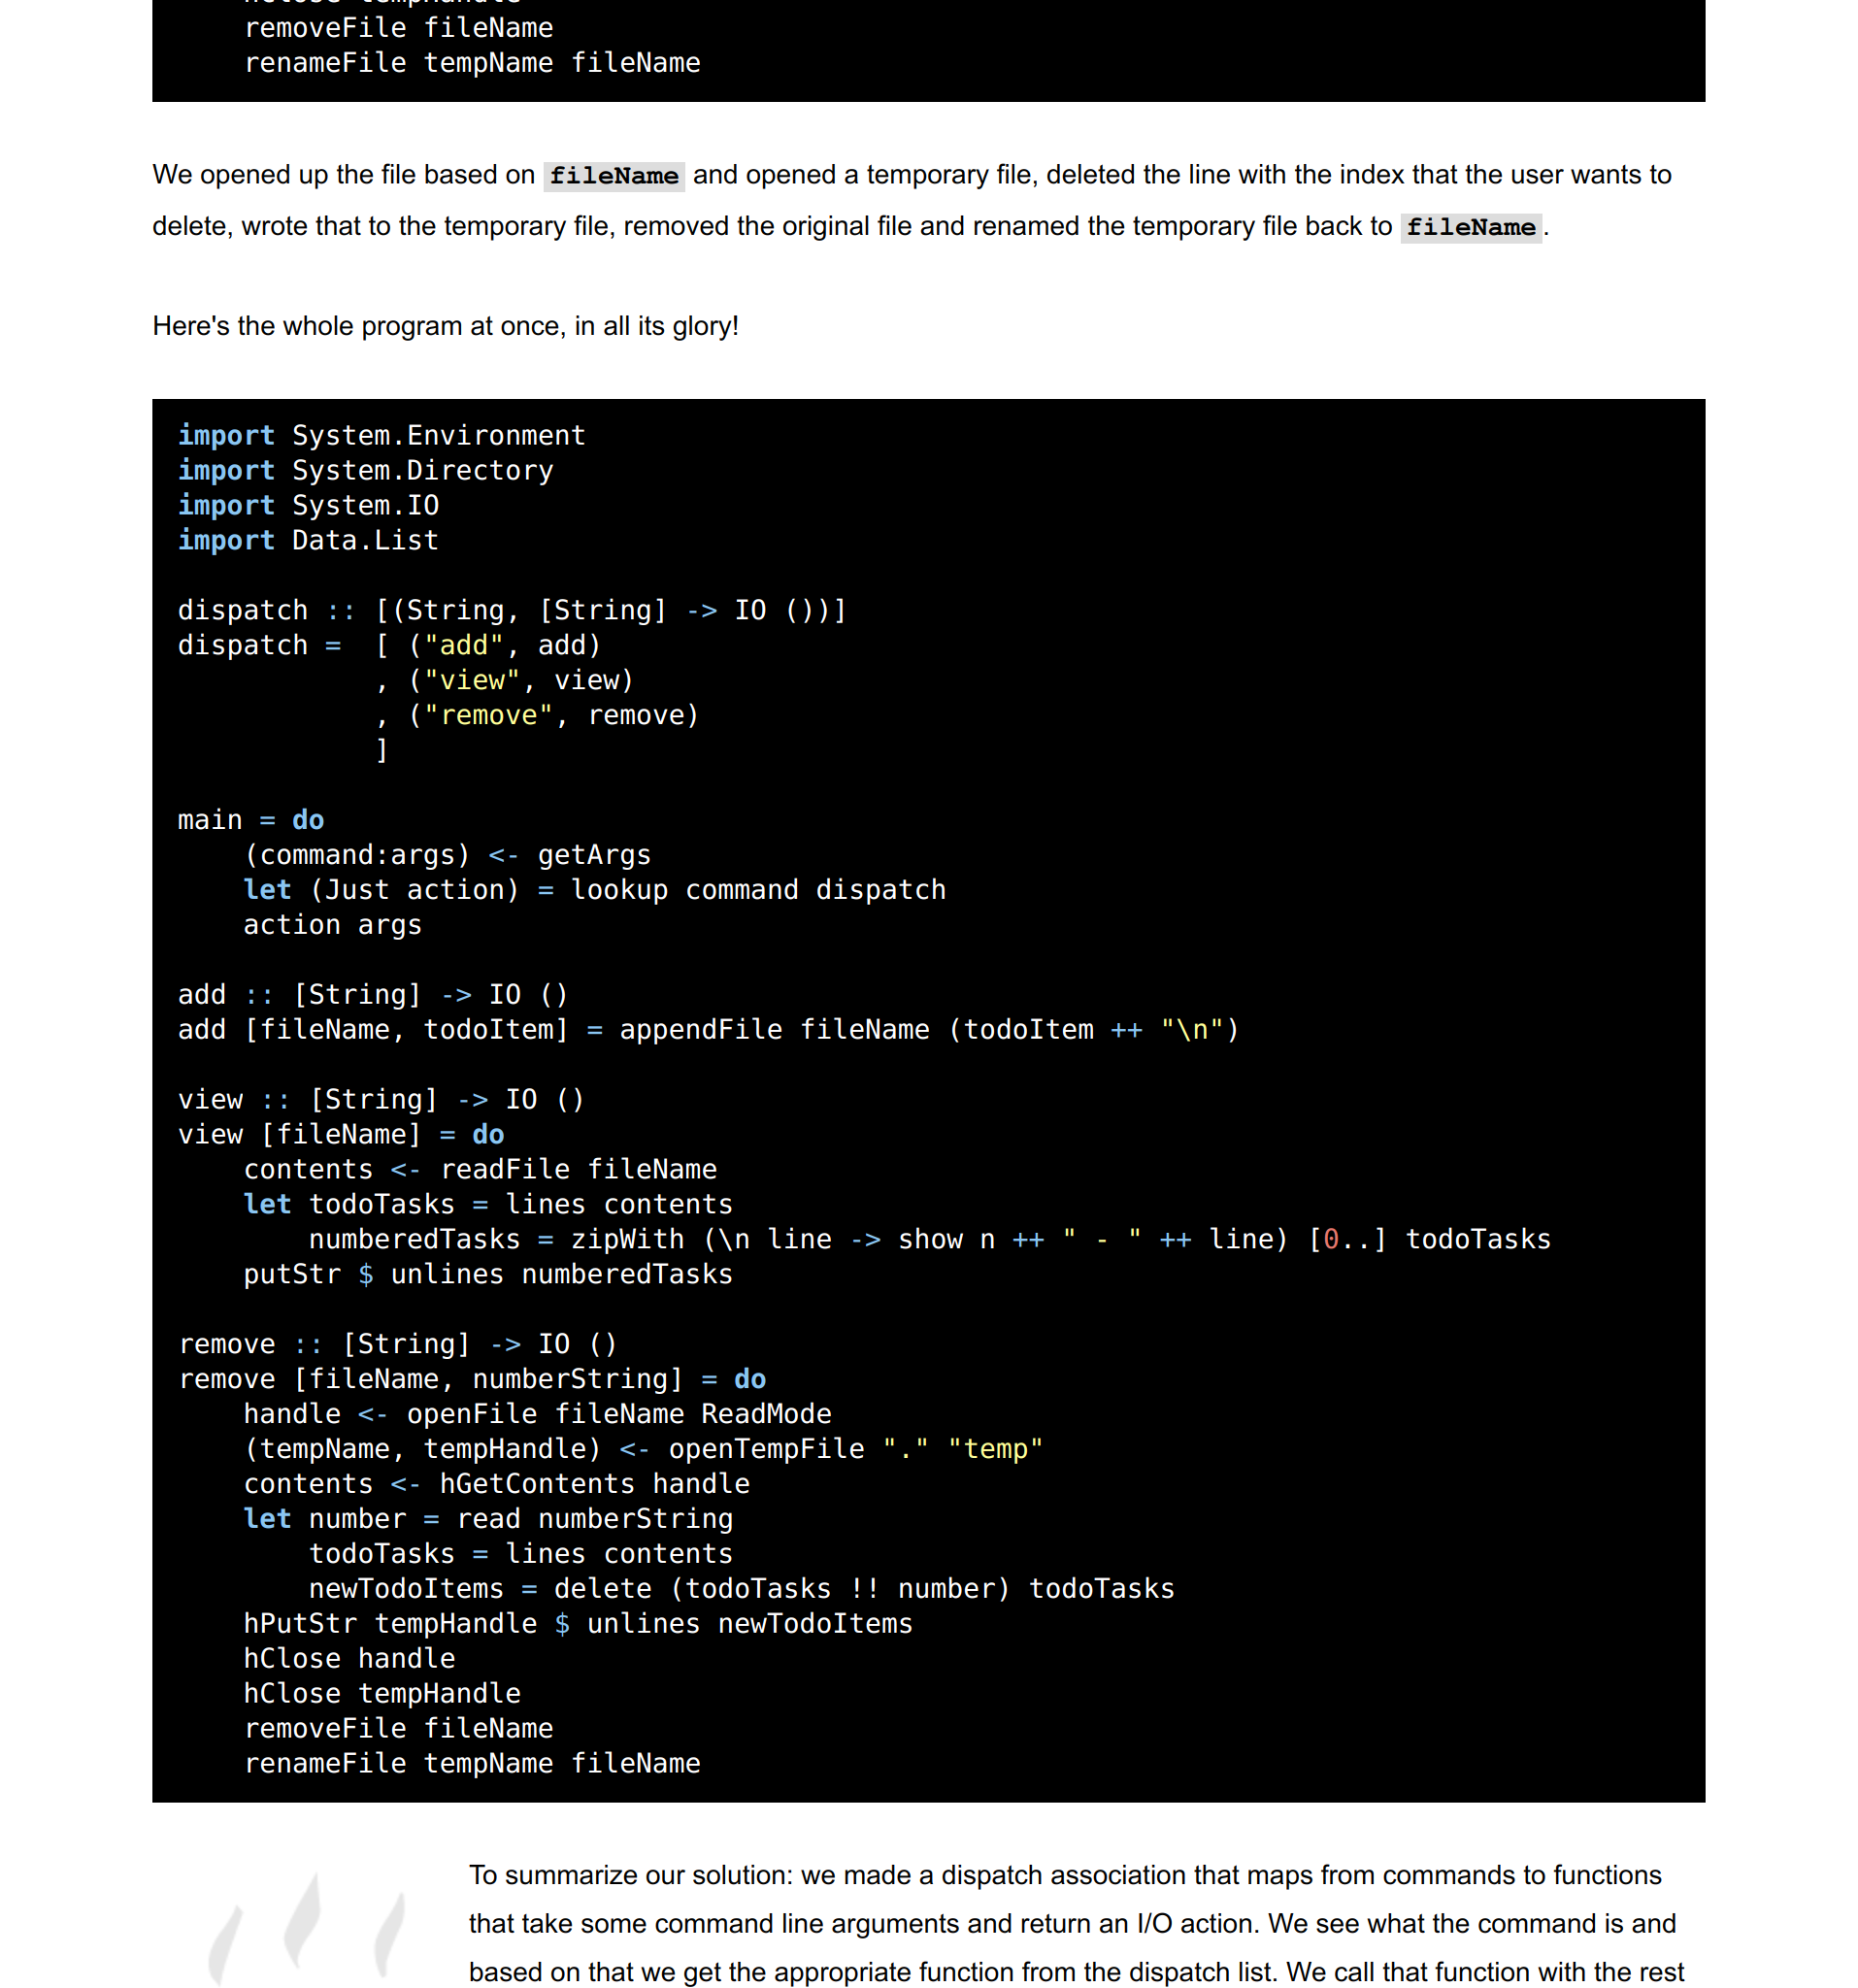 removeFile fileName
renameFile tempName fileName
We opened up the file based on fileName and opened a temporary file, deleted the line with the index that the user wants to
delete, wrote that to the temporary file, removed the original file and renamed the temporary file back to fileName.
Here's the whole program at once, in all its glory!
import System.Environment
import System.Directory
import System.IO
import Data.List
dispatch :: [(String, [String] -> IO ())]
dispatch =  [ ("add", add)
            , ("view", view)
            , ("remove", remove)
            ]
main = do
    (command:args) <- getArgs
    let (Just action) = lookup command dispatch
    action args
add :: [String] -> IO ()
add [fileName, todoItem] = appendFile fileName (todoItem ++ "\n")
view :: [String] -> IO ()
view [fileName] = do
    contents <- readFile fileName
    let todoTasks = lines contents
        numberedTasks = zipWith (\n line -> show n ++ " - " ++ line) [0..] todoTasks
    putStr $ unlines numberedTasks
remove :: [String] -> IO ()
remove [fileName, numberString] = do
    handle <- openFile fileName ReadMode
    (tempName, tempHandle) <- openTempFile "." "temp"
    contents <- hGetContents handle
    let number = read numberString
        todoTasks = lines contents
        newTodoItems = delete (todoTasks !! number) todoTasks
    hPutStr tempHandle $ unlines newTodoItems
    hClose handle
    hClose tempHandle
    removeFile fileName
    renameFile tempName fileName
To summarize our solution: we made a dispatch association that maps from commands to functions
that take some command line arguments and return an I/O action. We see what the command is and
based on that we get the appropriate function from the dispatch list. We call that function with the rest